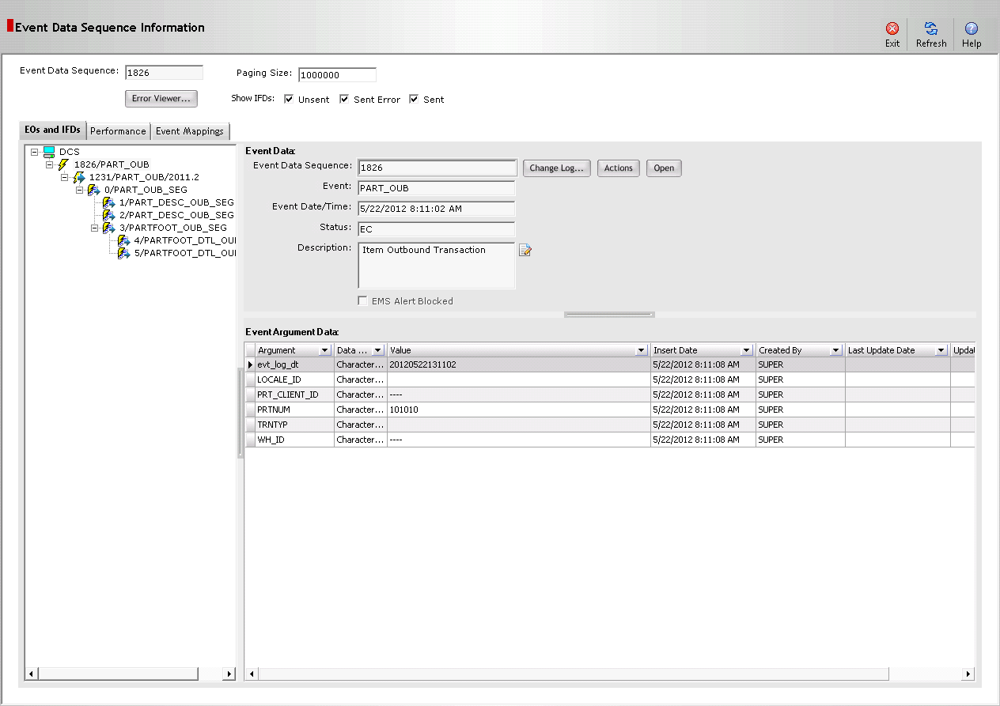 Event Data Sequence Information
Exit Refresh Help
Event Data Sequence: 1826 Paging Size: 1000000
Error Viewer... Show IFDs: Unsent Sent Error Sent
EOs and IFDs Performance Event Mappings
DCS
1826/PART_OUB
1231/PART_OUB/2011.2
0/PART_OUB_SEG
1/PART_DESC_OUB_SEG
2/PART_DESC_OUB_SEG
3/PARTFOOT_OUB_SEG
4/PARTFOOT_DTL_OUI
5/PARTFOOT_DTL_OUI
Event Data:
Event Data Sequence: 1826 Change Log... Actions Open
Event: PART_OUB
Event Date/Time: 5/22/2012 8:11:02 AM
Status: EC
Description: Item Outbound Transaction
EMS Alert Blocked
Event Argument Data:
Argument Data ... Value Insert Date Created By Last Update Date Updat
evt_log_dt Character... 20120522131102 5/22/2012 8:11:08 AM SUPER
LOCALE_ID Character... 5/22/2012 8:11:08 AM SUPER
PRT_CLIENT_ID Character... ---- 5/22/2012 8:11:08 AM SUPER
PRTNUM Character... 101010 5/22/2012 8:11:08 AM SUPER
TRNTYP Character... 5/22/2012 8:11:08 AM SUPER
WH_ID Character... ---- 5/22/2012 8:11:08 AM SUPER